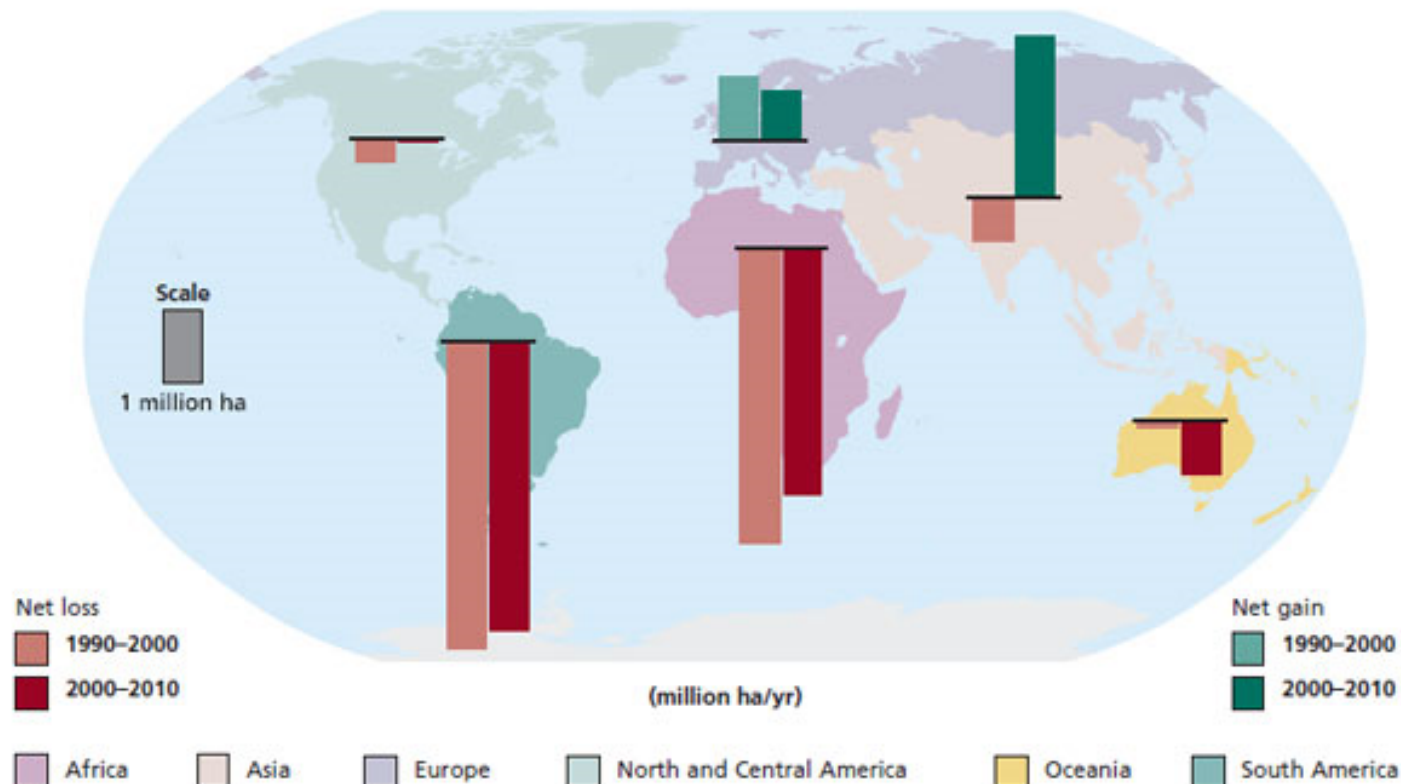 Scale
1 million ha
Net loss
1990–2000
2000–2010
(million ha/yr)
Net gain
1990–2000
2000–2010
Africa
Asia
Europe
North and Central America
Oceania
South America